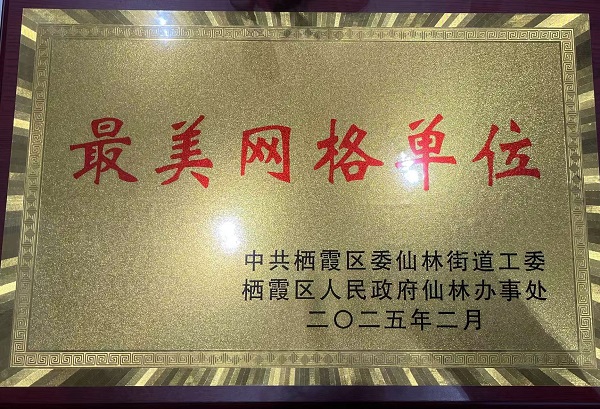 最美网格单位
中共栖霞区委仙林街道工委
栖霞区人民政府仙林办事处
二〇二五年二月